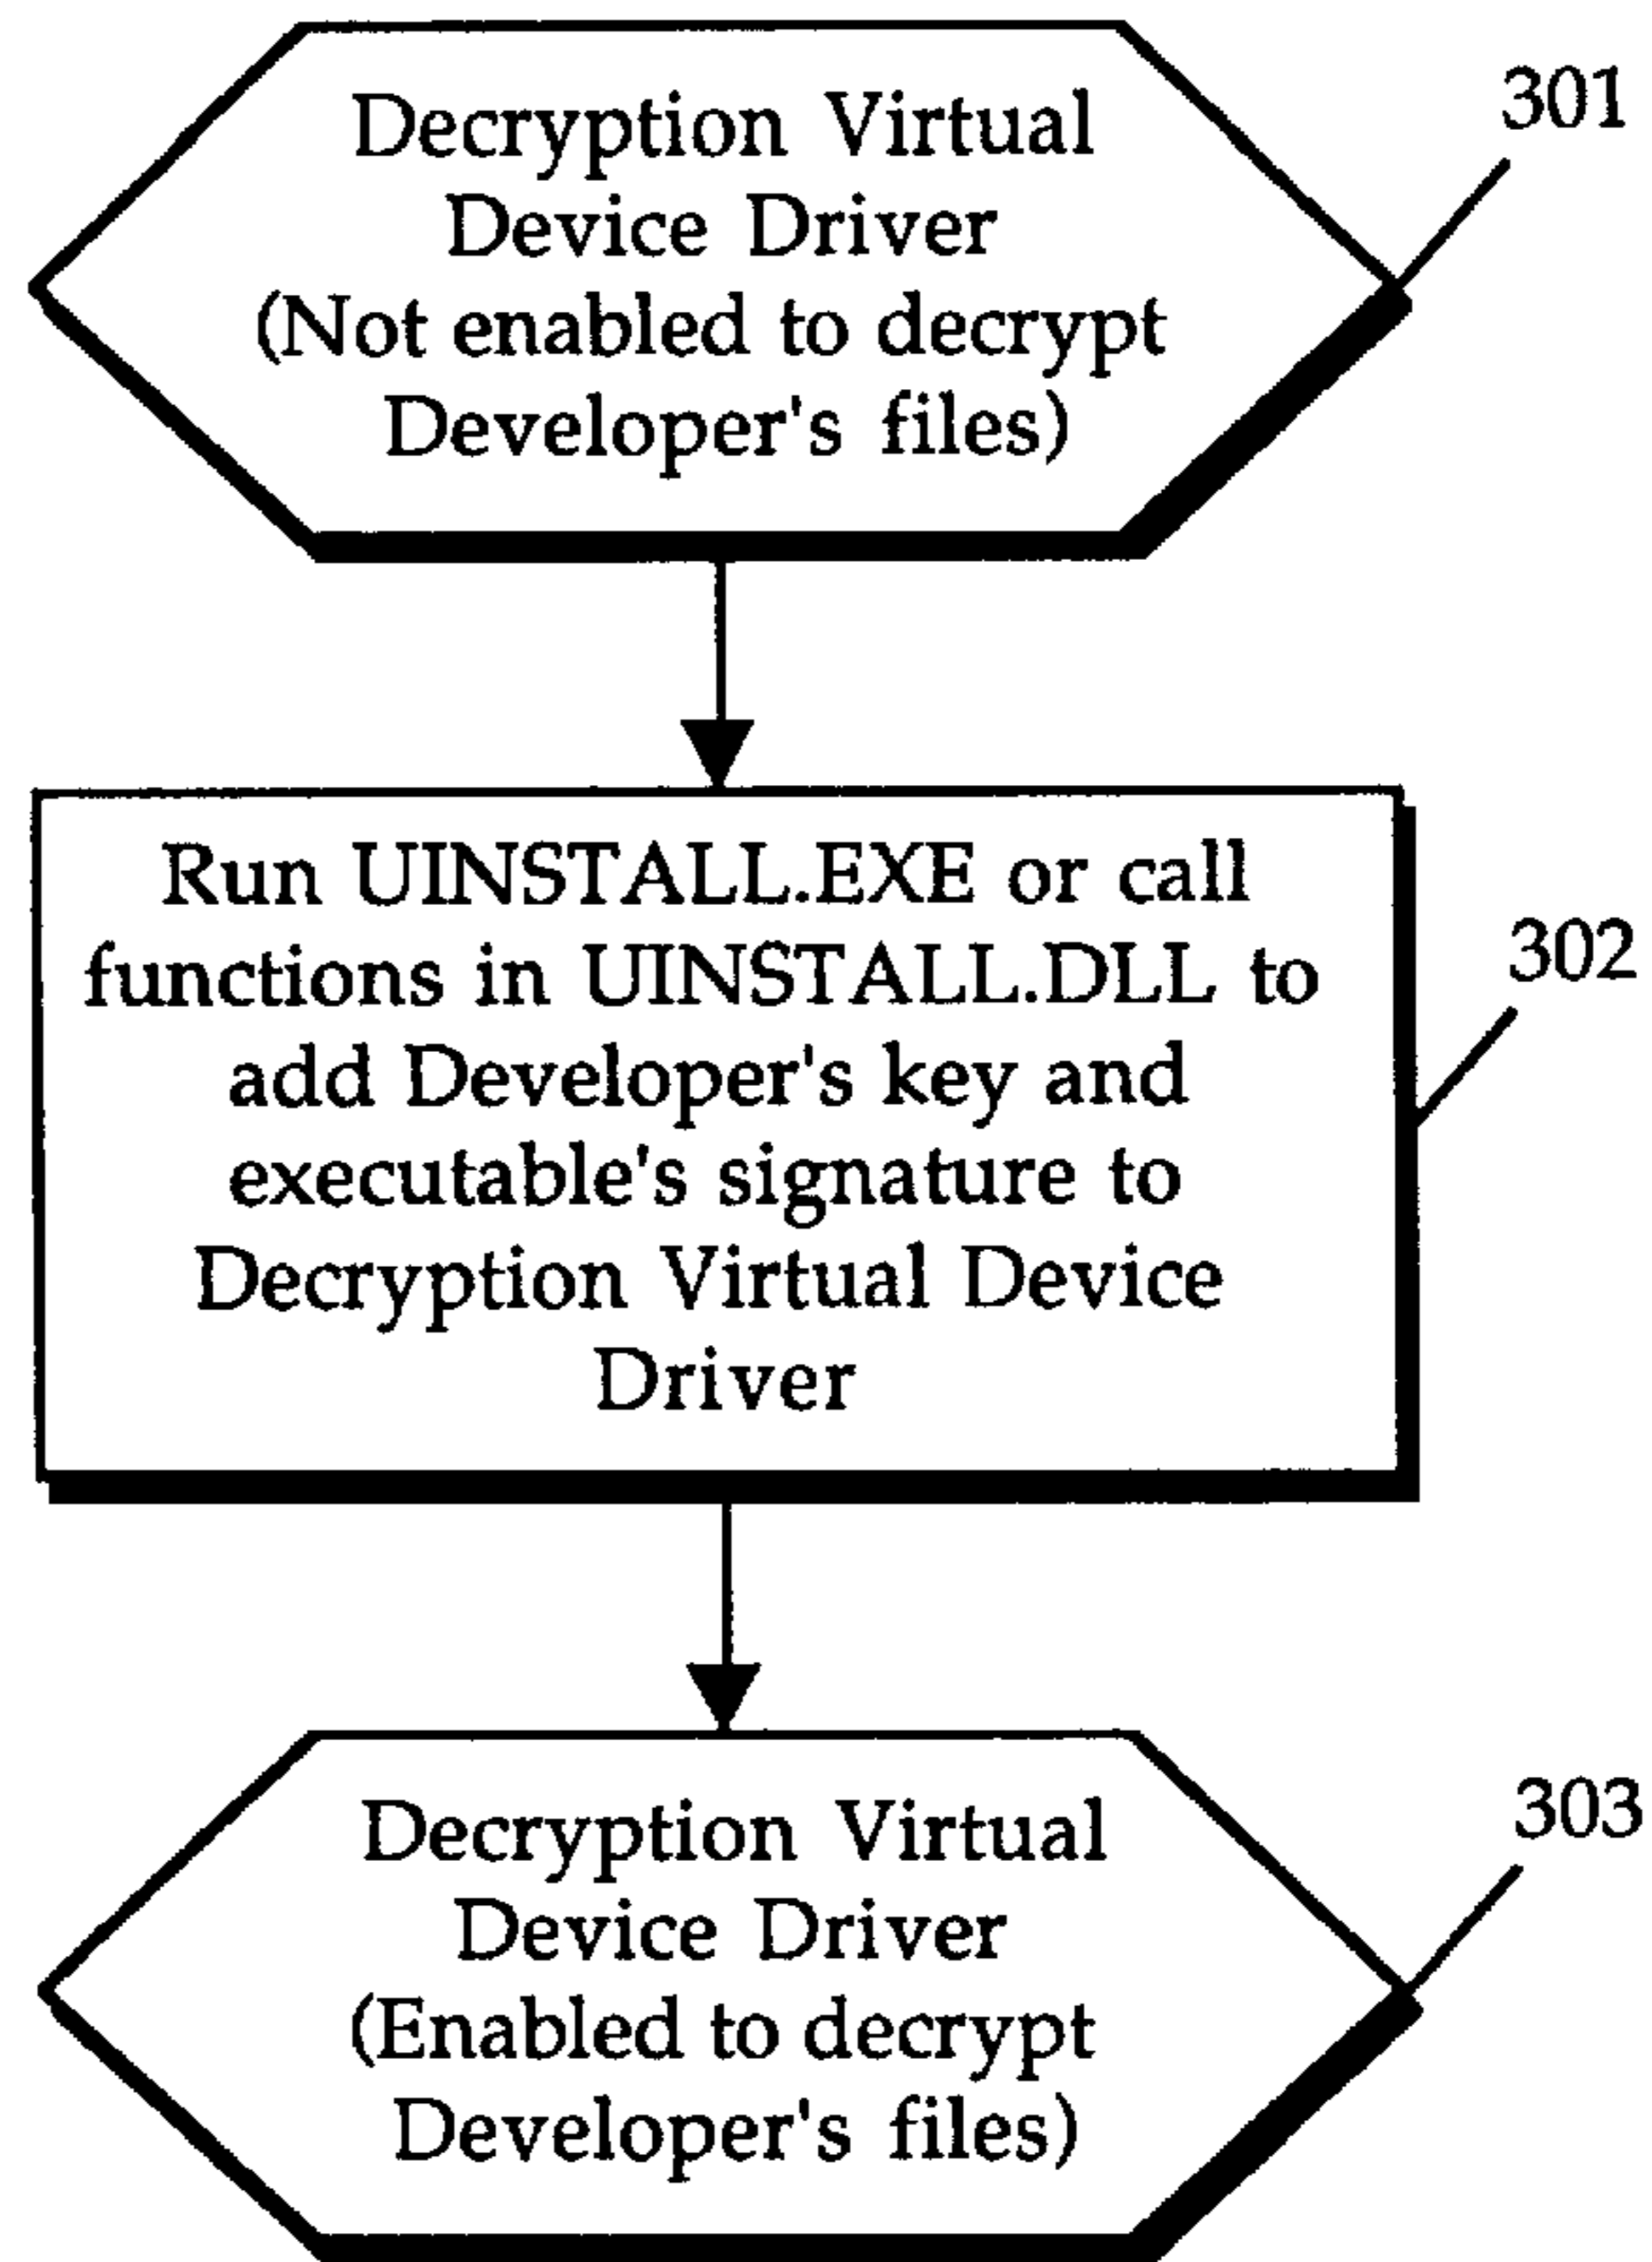 Decryption Virtual
Device Driver
(Not enabled to decrypt
Developer's files)
301
Run UINSTALL.EXE or call
functions in UINSTALL.DLL to
add Developer's key and
executable's signature to
Decryption Virtual Device
Driver
302
Decryption Virtual
Device Driver
(Enabled to decrypt
Developer's files)
303